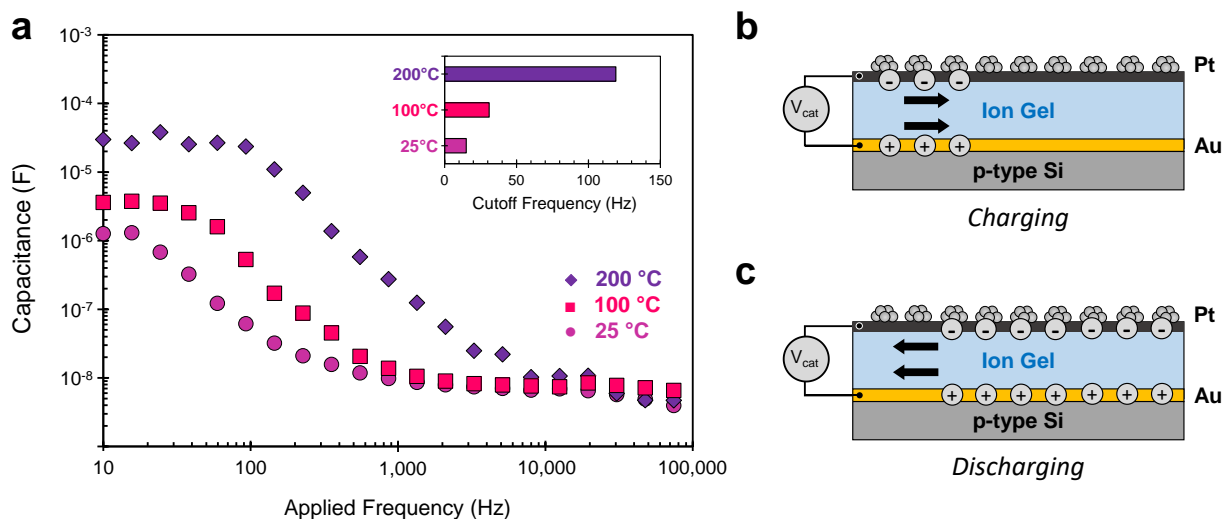 a
10⁻³
10⁻⁴
10⁻⁵
10⁻⁶
10⁻⁷
10⁻⁸
Capacitance (F)
10
100
1,000
10,000
100,000
Applied Frequency (Hz)
200°C
100°C
25°C
0
50
100
150
Cutoff Frequency (Hz)
200 °C
100 °C
25 °C
b
Pt
- - -
Vcat
Ion Gel
+ + +
Au
p-type Si
Charging
c
Pt
- - - - - - -
Vcat
Ion Gel
+ + + + + + +
Au
p-type Si
Discharging